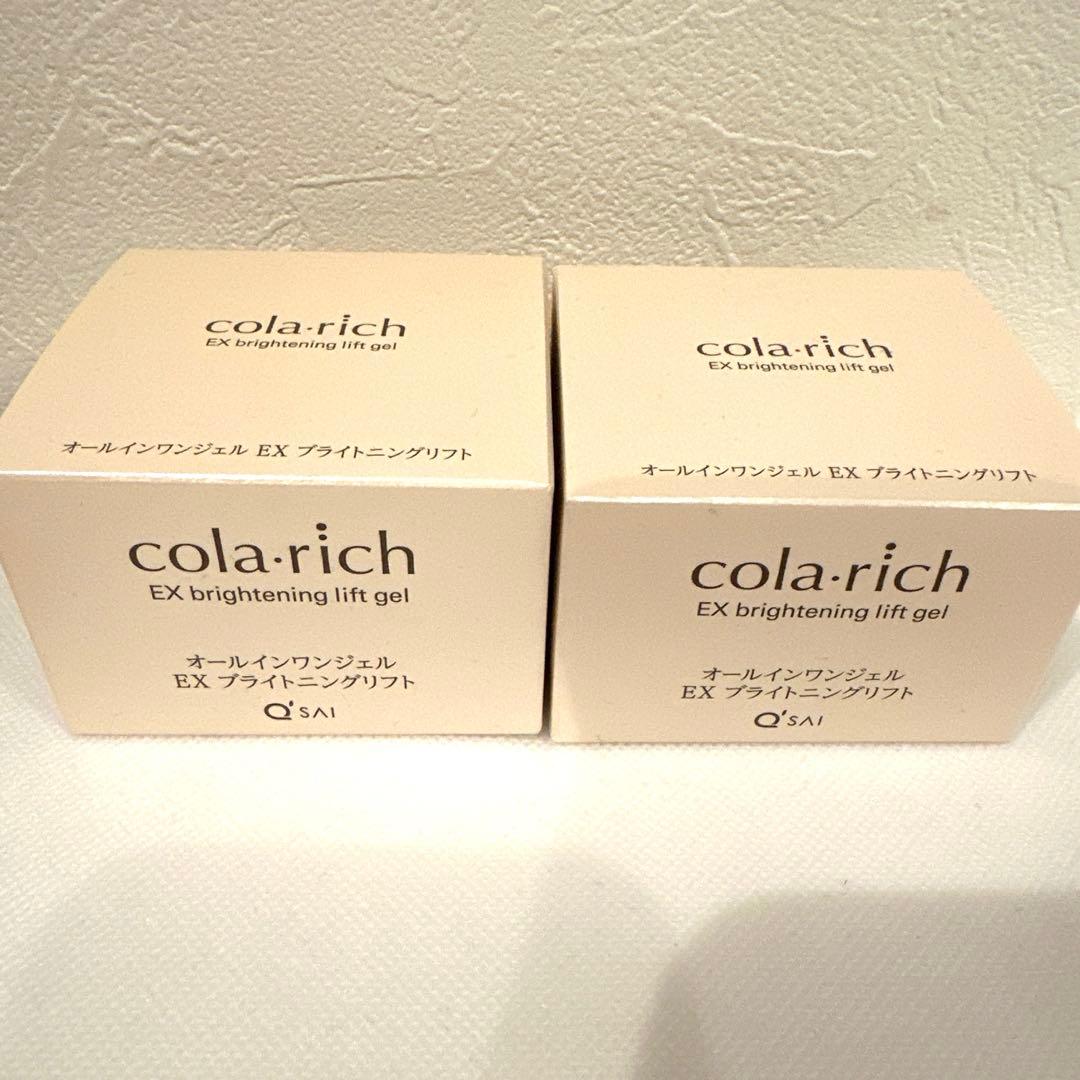 cola·rich
EX brightening lift gel
オールインワンジェル EX ブライトニングリフト
cola·rich
EX brightening lift gel
オールインワンジェル
EX ブライトニングリフト
Q'SAI
cola·rich
EX brightening lift gel
オールインワンジェル EX ブライトニングリフト
cola·rich
EX brightening lift gel
オールインワンジェル
EX ブライトニングリフト
Q'SAI